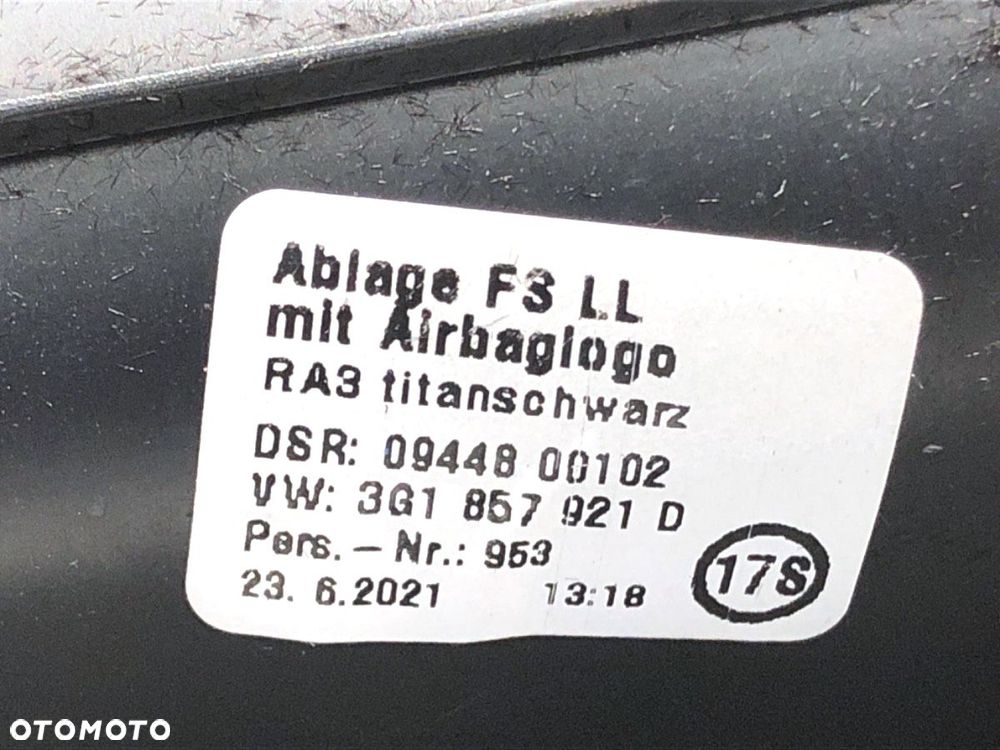 Ablage FS LL
mit Airbaglogo
RA3 titanschwarz
DSR: 09448 00102
VW: 3G1 857 921 D
Pers. – Nr.: 953
23. 6.2021 13:18
17S
OTOMOTO